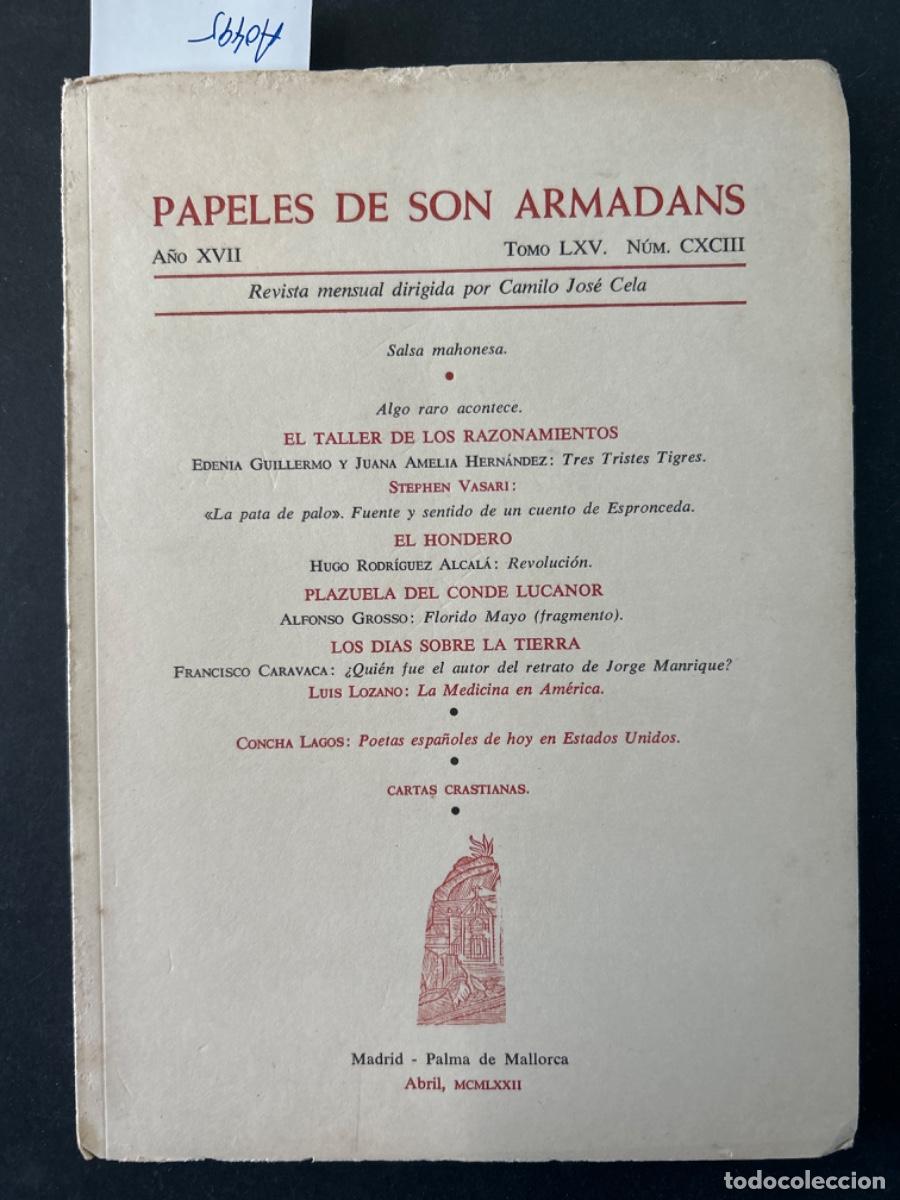 A0495
PAPELES DE SON ARMADANS
AÑO XVII TOMO LXV. NÚM. CXCIII
Revista mensual dirigida por Camilo José Cela
Salsa mahonesa.
Algo raro acontece.
EL TALLER DE LOS RAZONAMIENTOS
EDENIA GUILLERMO Y JUANA AMELIA HERNÁNDEZ: Tres Tristes Tigres.
STEPHEN VASARI:
«La pata de palo». Fuente y sentido de un cuento de Espronceda.
EL HONDERO
HUGO RODRÍGUEZ ALCALÁ: Revolución.
PLAZUELA DEL CONDE LUCANOR
ALFONSO GROSSO: Florido Mayo (fragmento).
LOS DIAS SOBRE LA TIERRA
FRANCISCO CARAVACA: ¿Quién fue el autor del retrato de Jorge Manrique?
LUIS LOZANO: La Medicina en América.
CONCHA LAGOS: Poetas españoles de hoy en Estados Unidos.
CARTAS CRASTIANAS.
Madrid - Palma de Mallorca
Abril, MCMLXXII
todocoleccion